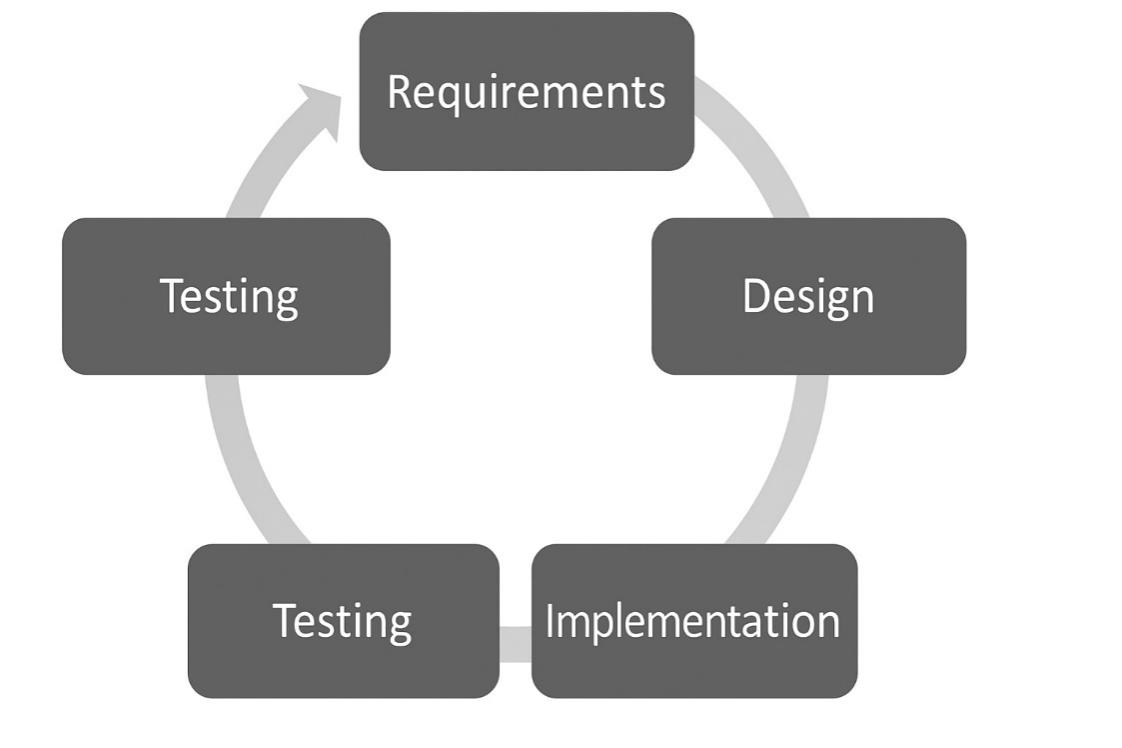 Requirements
Design
Implementation
Testing
Testing